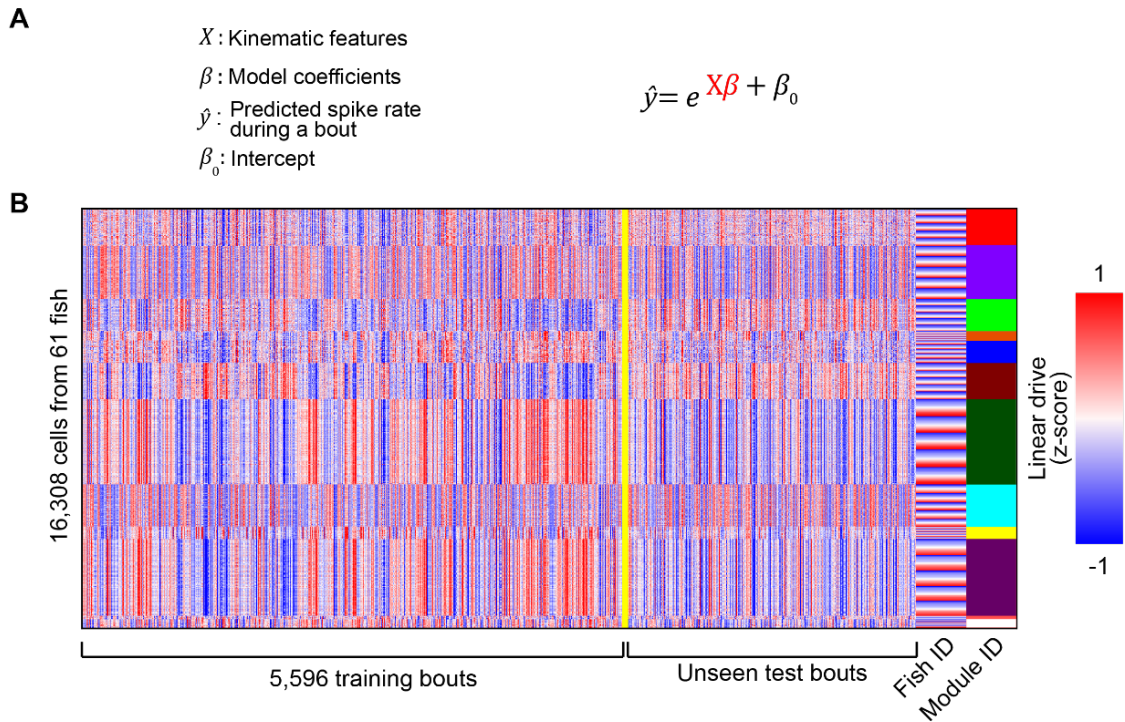 A
X : Kinematic features
β : Model coefficients
ŷ : Predicted spike rate
during a bout
β₀ : Intercept
ŷ = e^Xβ + β₀
B
16,308 cells from 61 fish
5,596 training bouts
Unseen test bouts
Fish ID
Module ID
1
Linear drive
(z-score)
-1